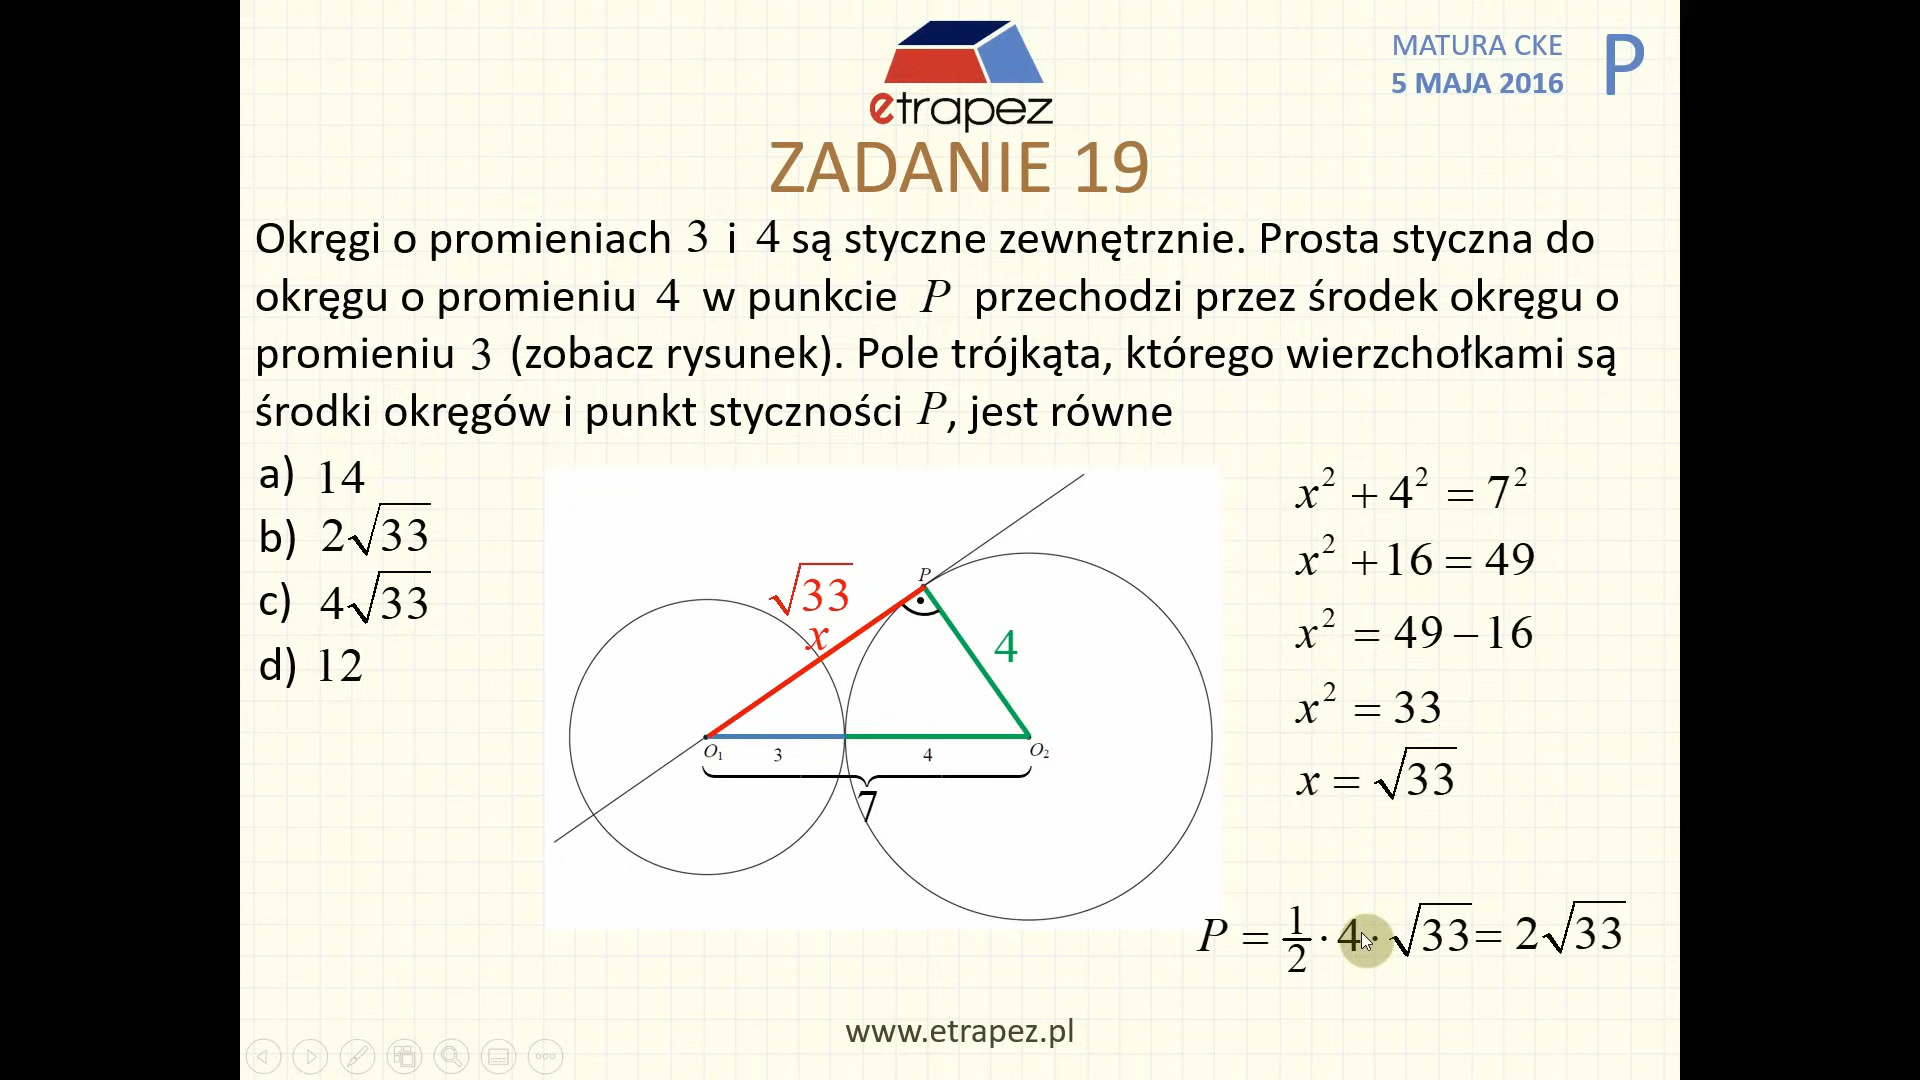 MATURA CKE
5 MAJA 2016
P
etrapez
ZADANIE 19
Okręgi o promieniach 3 i 4 są styczne zewnętrznie. Prosta styczna do
okręgu o promieniu 4 w punkcie P przechodzi przez środek okręgu o
promieniu 3 (zobacz rysunek). Pole trójkąta, którego wierzchołkami są
środki okręgów i punkt styczności P, jest równe
a) 14
b) 2√33
c) 4√33
d) 12
P
√33
x
4
O₁
3
4
O₂
7
x² + 4² = 7²
x² + 16 = 49
x² = 49 − 16
x² = 33
x = √33
P = 1/2 · 4 · √33 = 2√33
www.etrapez.pl